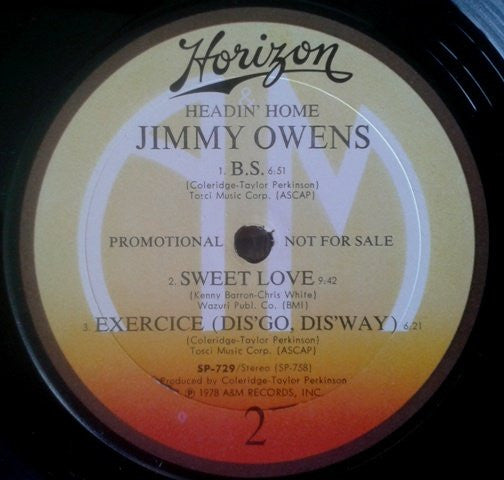 Horizon
HEADIN' HOME
JIMMY OWENS
1. B.S. 6:51
(Coleridge-Taylor Perkinson)
Tosci Music Corp. (ASCAP)
PROMOTIONAL NOT FOR SALE
2. SWEET LOVE 9:42
(Kenny Barron-Chris White)
Wazuri Publ. Co. (BMI)
3. EXERCICE (DIS'GO, DIS'WAY) 6:21
(Coleridge-Taylor Perkinson)
Tosci Music Corp. (ASCAP)
SP-729/Stereo (SP-758)
Produced by Coleridge-Taylor Perkinson
℗ 1978 A&M RECORDS, INC.
2